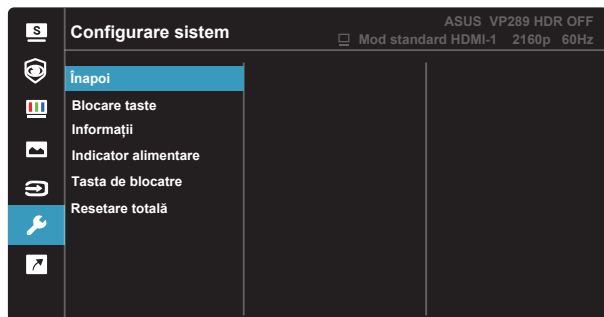 S
Configurare sistem
ASUS VP289 HDR OFF
Mod standard HDMI-1 2160p 60Hz
Înapoi
Blocare taste
Informații
Indicator alimentare
Tasta de blocatre
Resetare totală